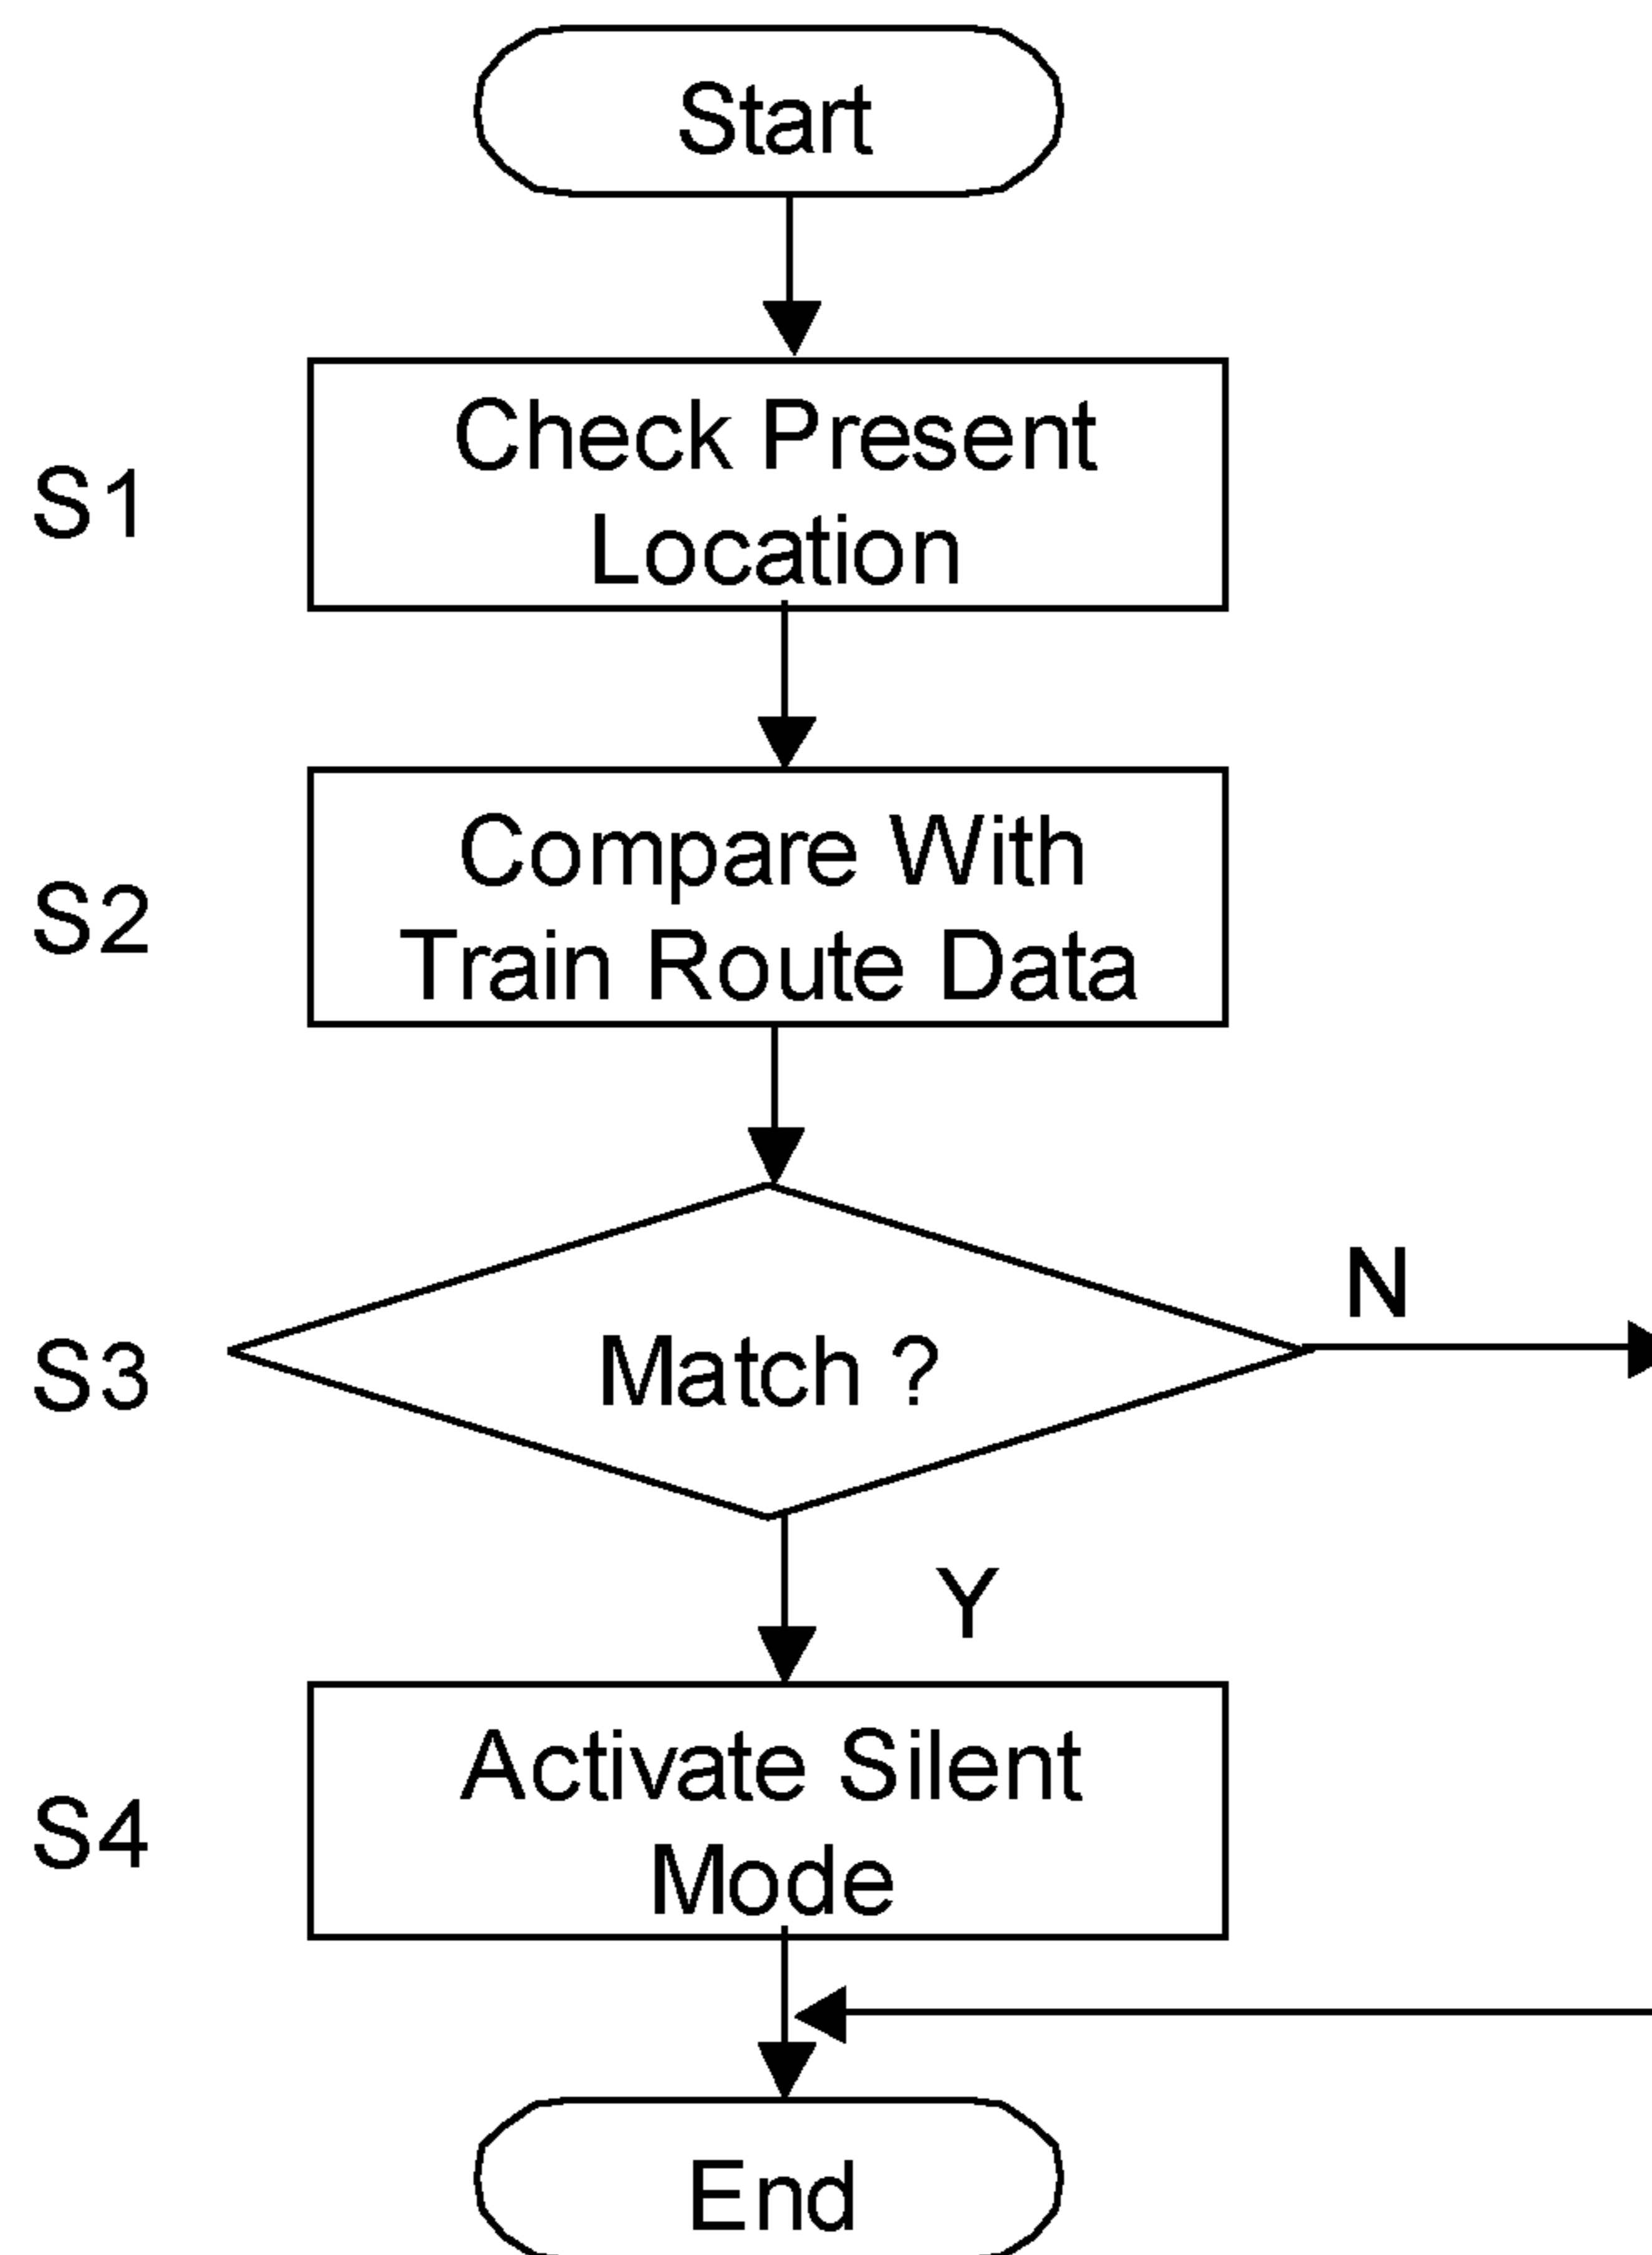 Start
S1
Check Present
Location
S2
Compare With
Train Route Data
S3
Match ?
N
Y
S4
Activate Silent
Mode
End